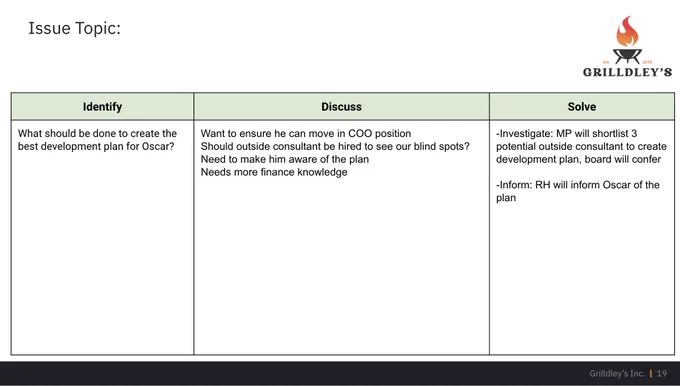 Issue Topic:
GRILLDLEY'S
Identify
Discuss
Solve
What should be done to create the
best development plan for Oscar?
Want to ensure he can move in COO position
Should outside consultant be hired to see our blind spots?
Need to make him aware of the plan
Needs more finance knowledge
-Investigate: MP will shortlist 3
potential outside consultant to create
development plan, board will confer
-Inform: RH will inform Oscar of the
plan
Grilldley's Inc. | 19